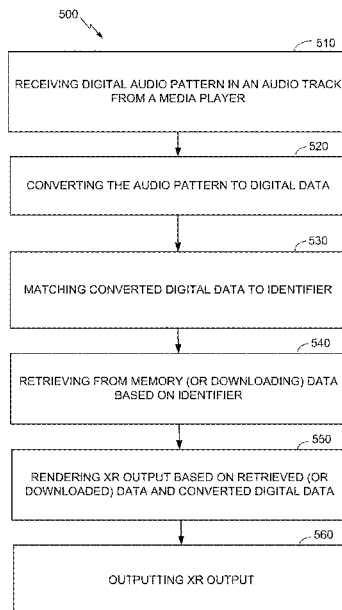 500
510
RECEIVING DIGITAL AUDIO PATTERN IN AN AUDIO TRACK
FROM A MEDIA PLAYER
520
CONVERTING THE AUDIO PATTERN TO DIGITAL DATA
530
MATCHING CONVERTED DIGITAL DATA TO IDENTIFIER
540
RETRIEVING FROM MEMORY (OR DOWNLOADING) DATA
BASED ON IDENTIFIER
550
RENDERING XR OUTPUT BASED ON RETRIEVED (OR
DOWNLOADED) DATA AND CONVERTED DIGITAL DATA
560
OUTPUTTING XR OUTPUT